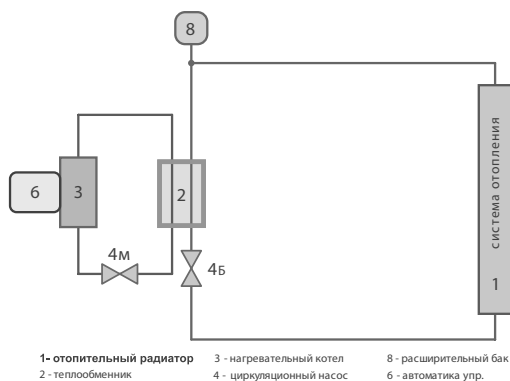 8
система отопления
6
3
2
4м
4Б
1
1- отопительный радиатор
3 - нагревательный котел
8 - расширительный бак
2 - теплообменник
4 - циркуляционный насос
6 - автоматика упр.